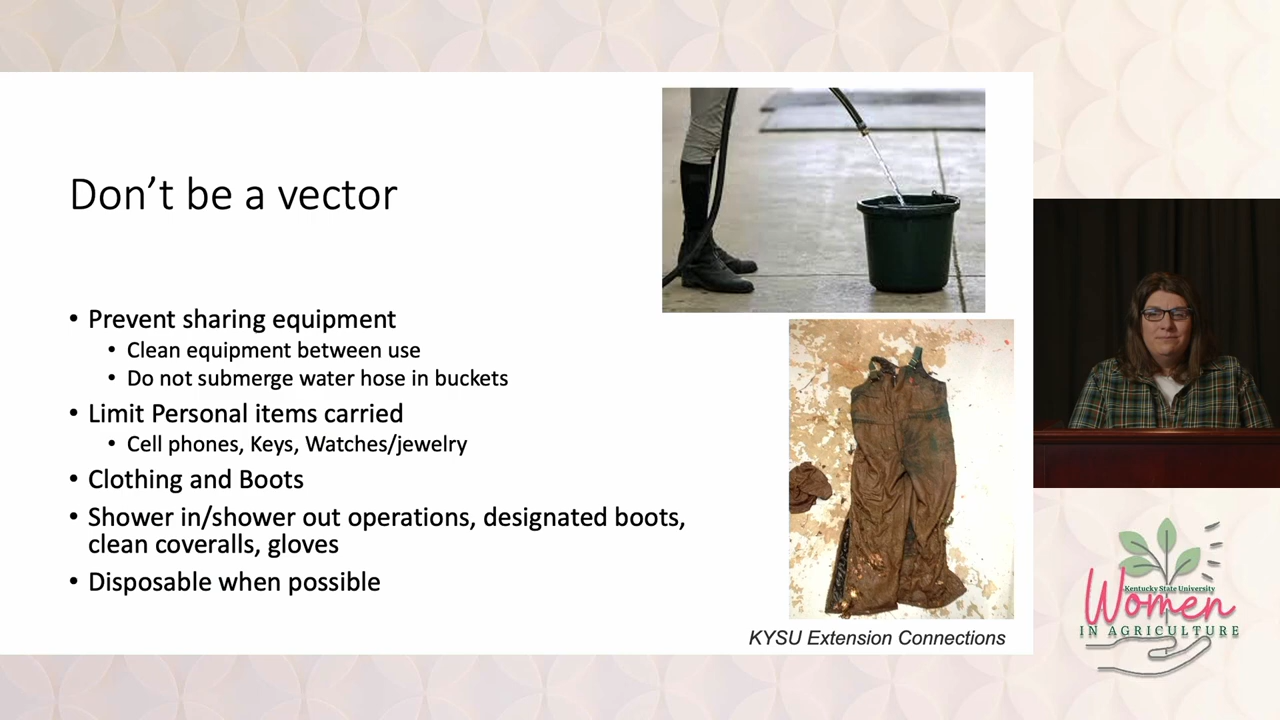 Don't be a vector
• Prevent sharing equipment
• Clean equipment between use
• Do not submerge water hose in buckets
• Limit Personal items carried
• Cell phones, Keys, Watches/jewelry
• Clothing and Boots
• Shower in/shower out operations, designated boots,
clean coveralls, gloves
• Disposable when possible
KYSU Extension Connections
Kentucky State University
Women
IN AGRICULTURE